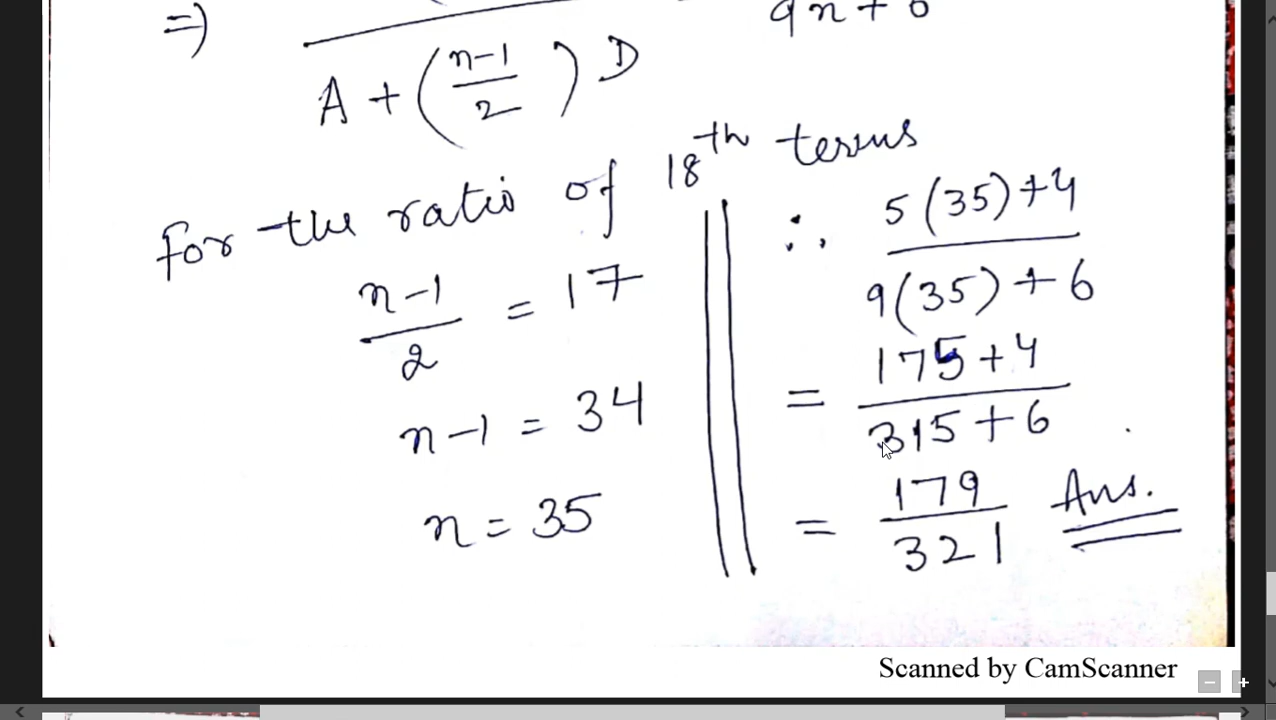 => 9n + 6
A + (n-1/2) D
for the ratio of 18th terms
n-1/2 = 17
n-1 = 34
n = 35
∴ 5(35)+4/9(35)+6
= 175+4/315+6
= 179/321 Ans.
Scanned by CamScanner